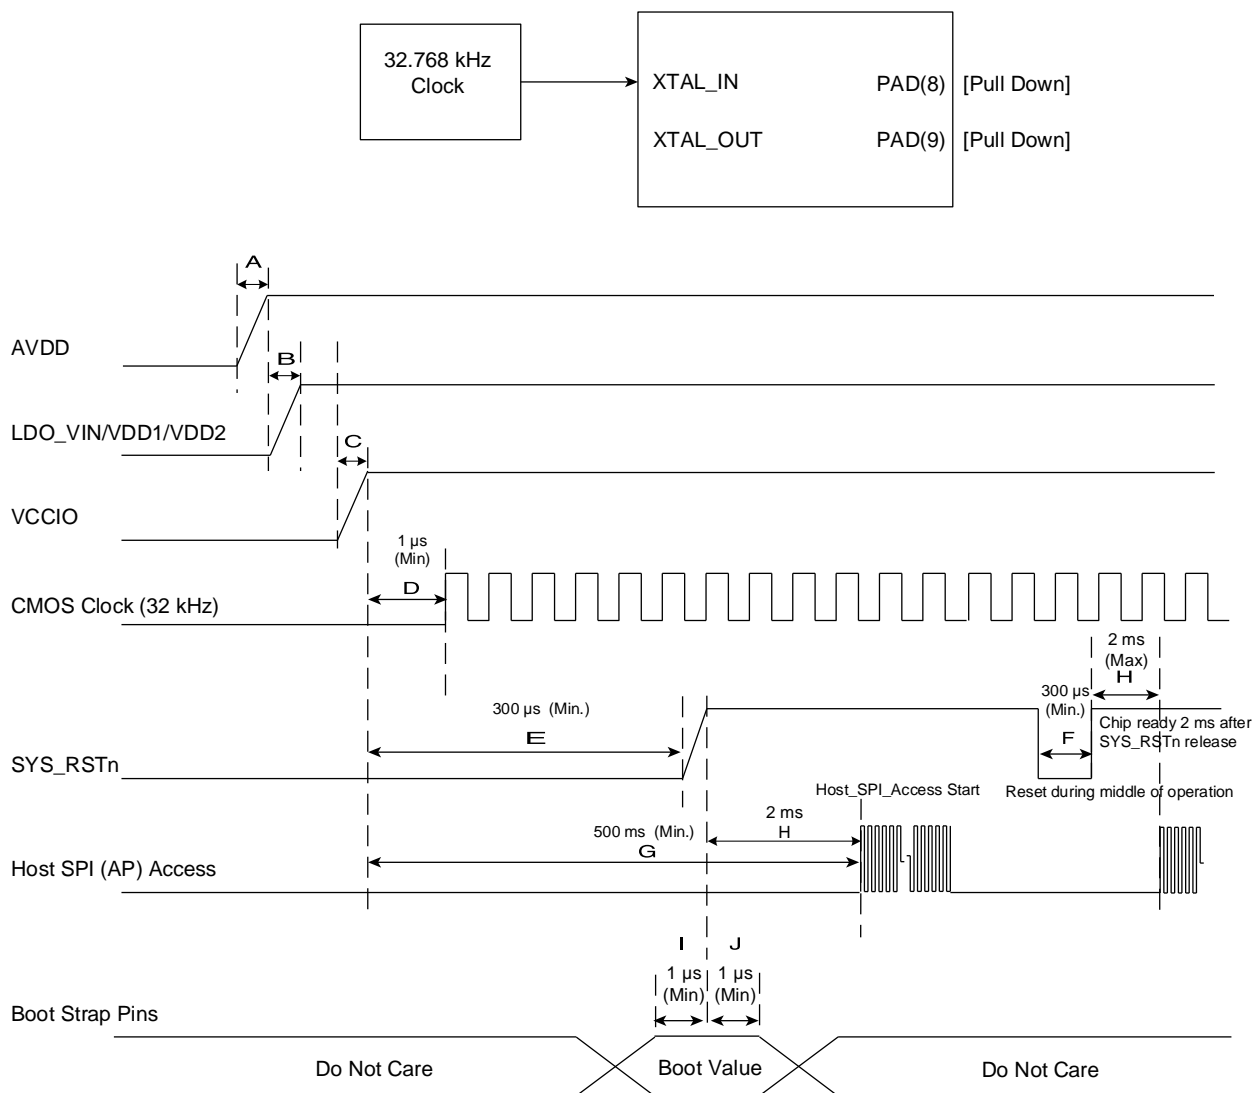 32.768 kHz
Clock
XTAL_IN
PAD(8)
[Pull Down]
XTAL_OUT
PAD(9)
[Pull Down]
A
AVDD
B
LDO_VIN/VDD1/VDD2
C
VCCIO
1 µs
(Min)
D
CMOS Clock (32 kHz)
2 ms
(Max)
H
300 µs (Min.)
E
300 µs
(Min.)
F
Chip ready 2 ms after
SYS_RSTn release
SYS_RSTn
Host_SPI_Access Start
Reset during middle of operation
500 ms (Min.)
G
2 ms
H
Host SPI (AP) Access
I
J
1 µs
(Min)
1 µs
(Min)
Boot Strap Pins
Do Not Care
Boot Value
Do Not Care